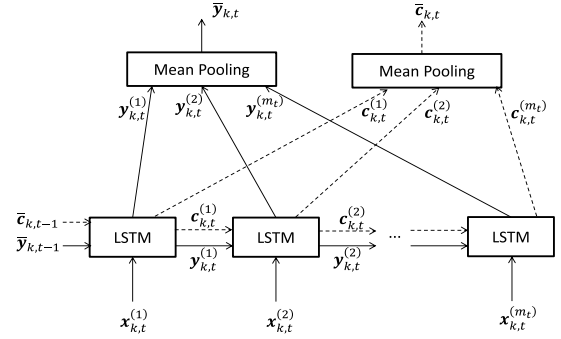 ȳ_{k,t} c̄_{k,t}
Mean Pooling Mean Pooling
y_{k,t}^{(1)} y_{k,t}^{(2)} y_{k,t}^{(m_t)} c_{k,t}^{(1)} c_{k,t}^{(2)} c_{k,t}^{(m_t)}
c̄_{k,t−1} c_{k,t}^{(1)} c_{k,t}^{(2)}
ȳ_{k,t−1} LSTM LSTM ... LSTM
y_{k,t}^{(1)} y_{k,t}^{(2)}
x_{k,t}^{(1)} x_{k,t}^{(2)} x_{k,t}^{(m_t)}